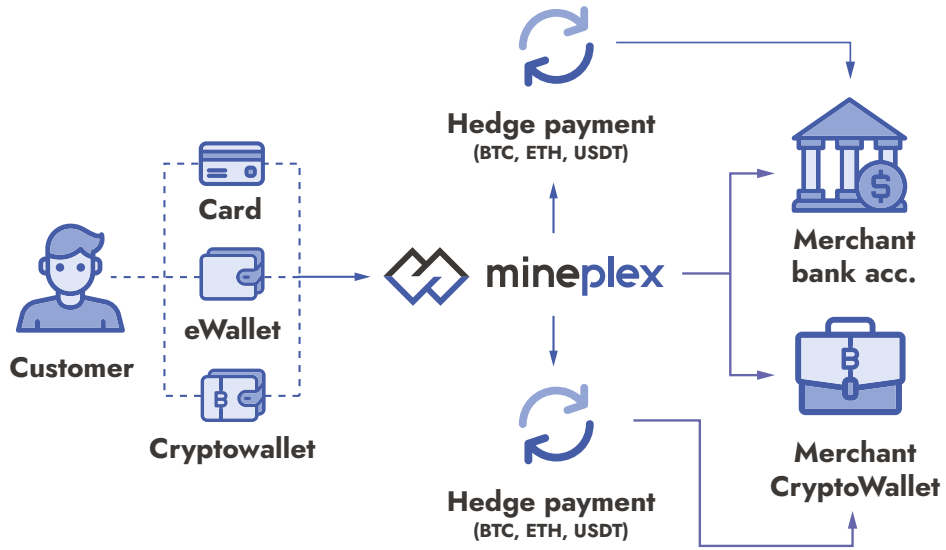 Hedge payment
(BTC, ETH, USDT)
Card
eWallet
Cryptowallet
B
Customer
mineplex
$
Merchant
bank acc.
B
Merchant
CryptoWallet
Hedge payment
(BTC, ETH, USDT)